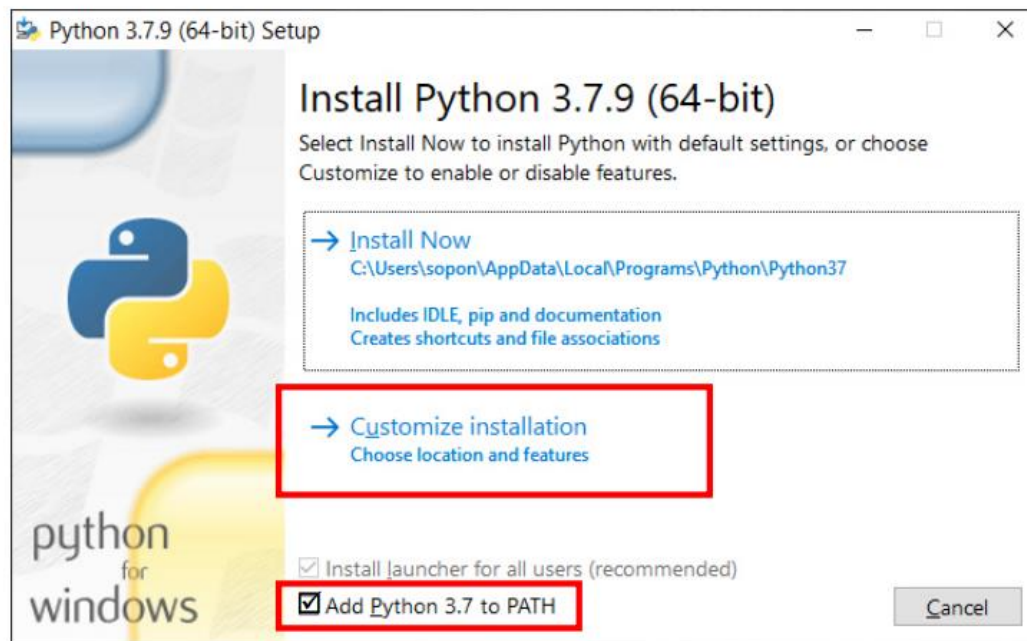 Python 3.7.9 (64-bit) Setup
Install Python 3.7.9 (64-bit)
Select Install Now to install Python with default settings, or choose
Customize to enable or disable features.
Install Now
C:\Users\sopon\AppData\Local\Programs\Python\Python37
Includes IDLE, pip and documentation
Creates shortcuts and file associations
Customize installation
Choose location and features
python
for
windows
Install launcher for all users (recommended)
Add Python 3.7 to PATH
Cancel